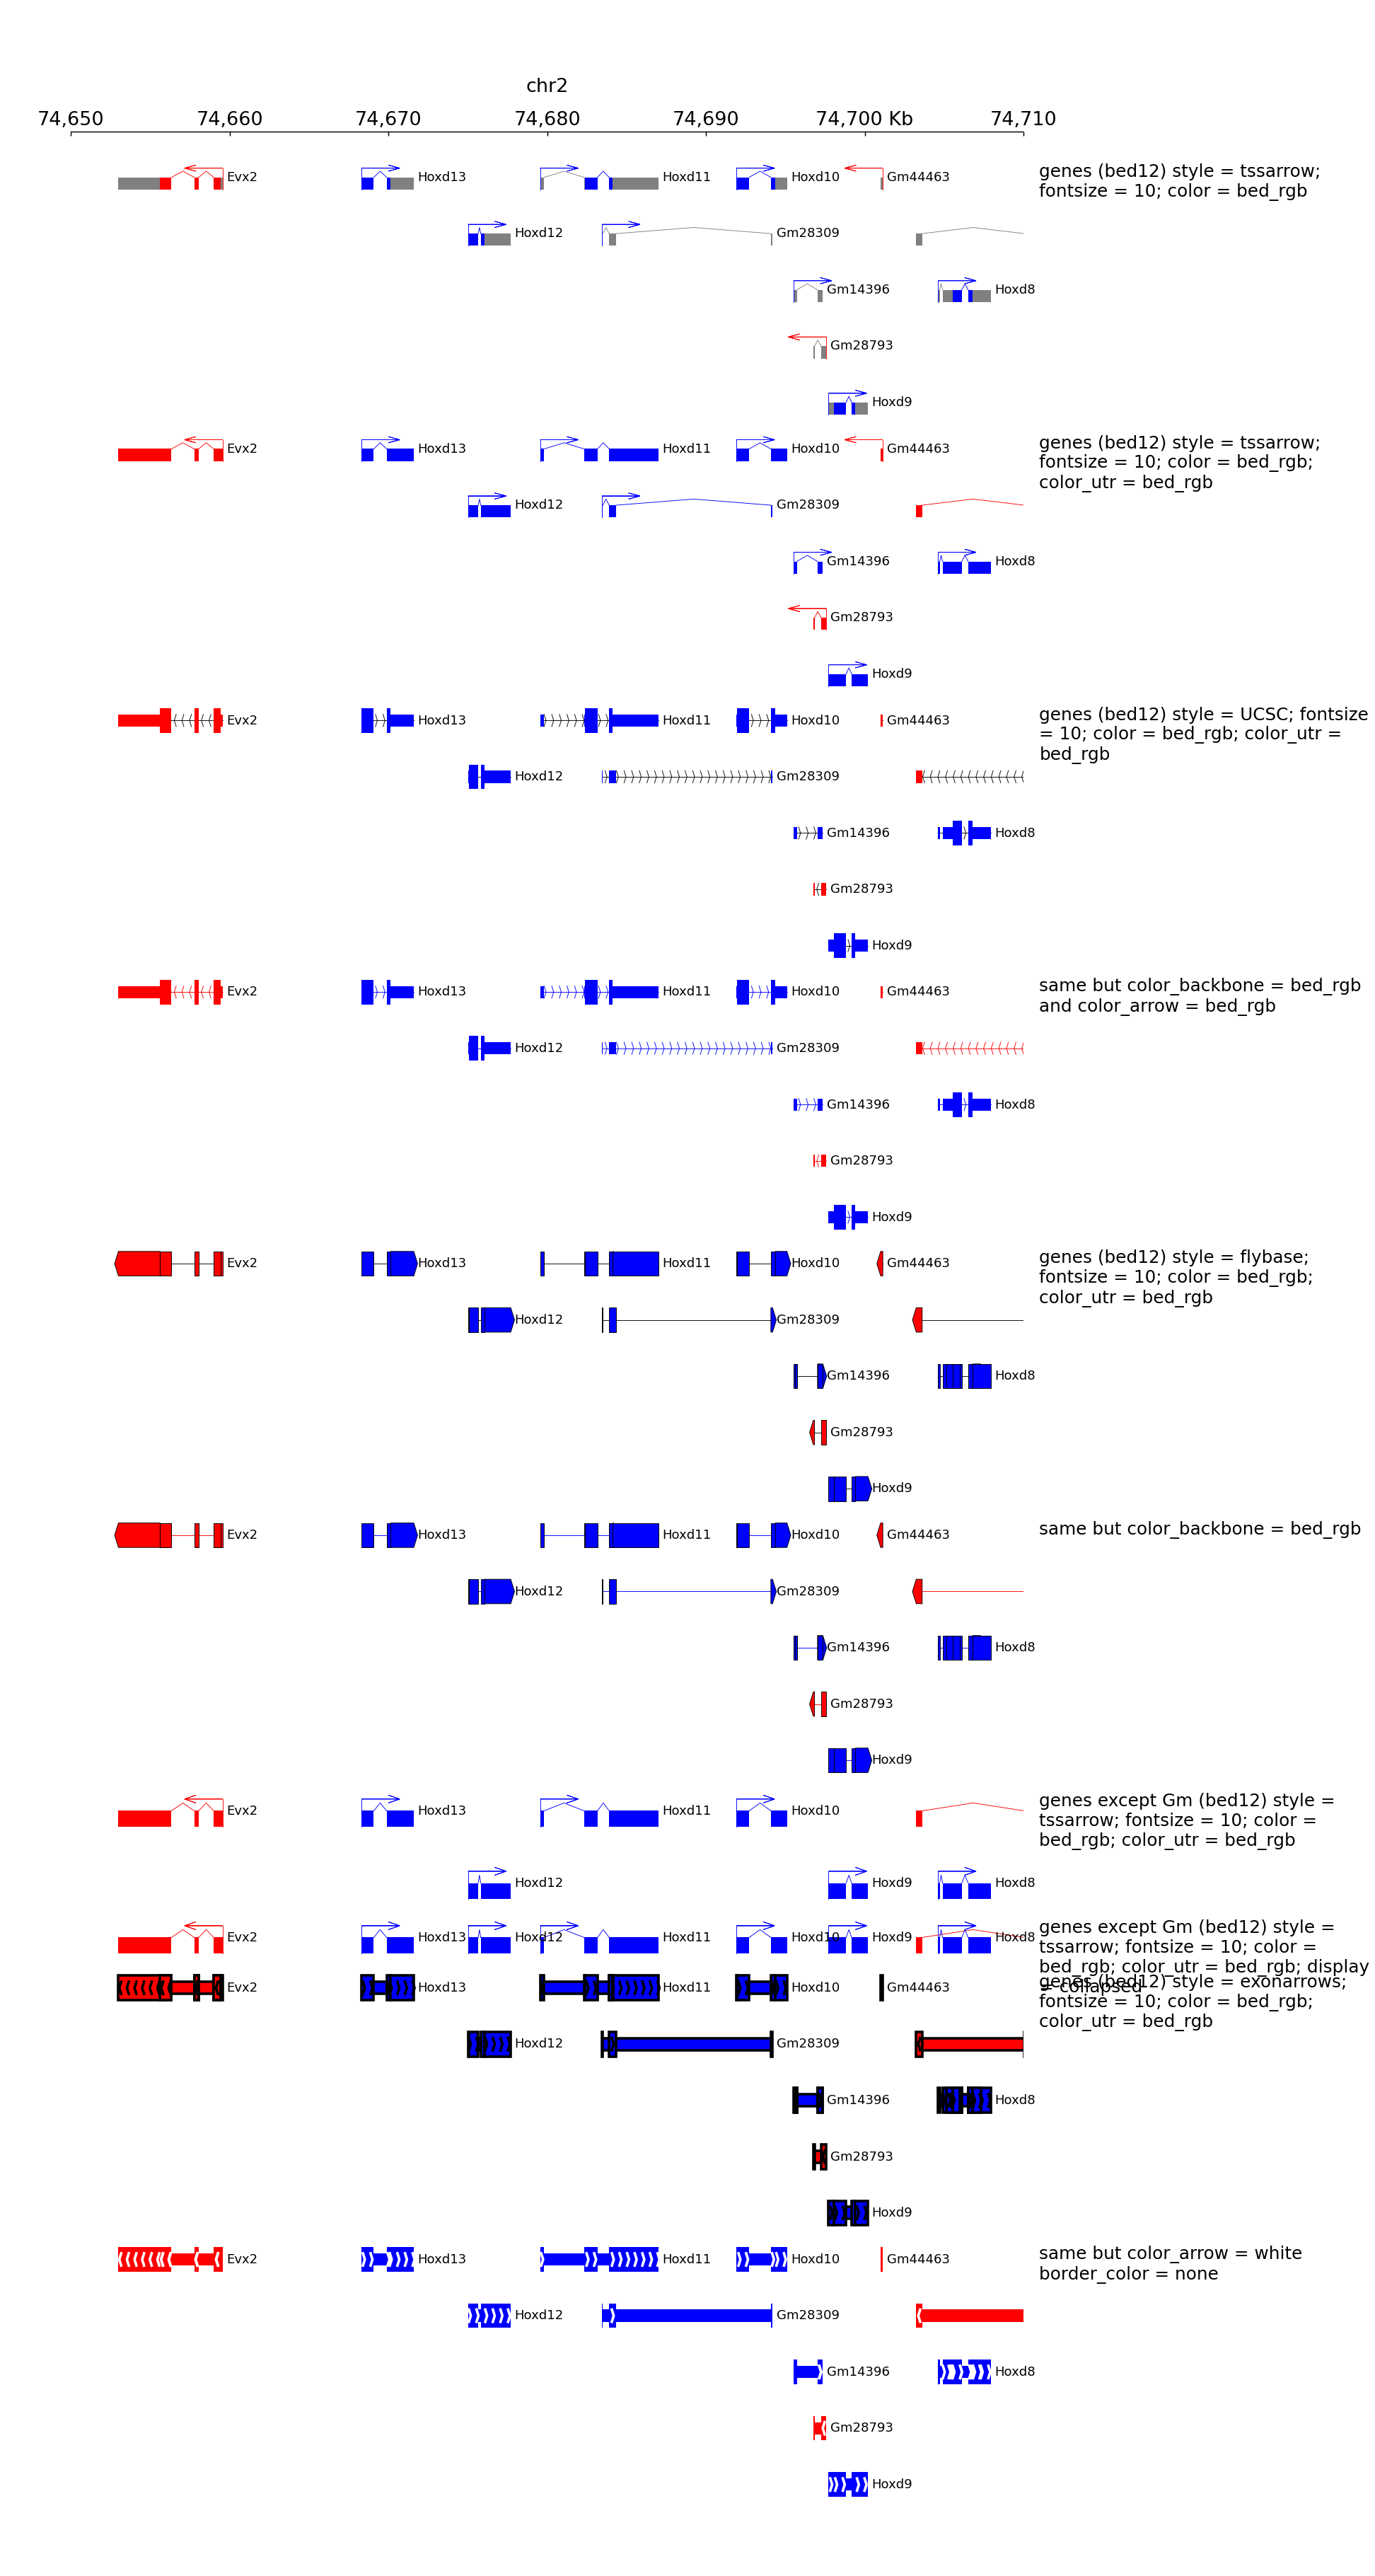 chr2
74,650 74,660 74,670 74,680 74,690 74,700 Kb 74,710
Evx2 Hoxd13 Hoxd11 Hoxd10 Gm44463 genes (bed12) style = tssarrow;
fontsize = 10; color = bed_rgb
Hoxd12 Gm28309
Gm14396 Hoxd8
Gm28793
Hoxd9
Evx2 Hoxd13 Hoxd11 Hoxd10 Gm44463 genes (bed12) style = tssarrow;
fontsize = 10; color = bed_rgb;
color_utr = bed_rgb
Hoxd12 Gm28309
Gm14396 Hoxd8
Gm28793
Hoxd9
Evx2 Hoxd13 Hoxd11 Hoxd10 Gm44463 genes (bed12) style = UCSC; fontsize
= 10; color = bed_rgb; color_utr =
bed_rgb
Hoxd12 Gm28309
Gm14396 Hoxd8
Gm28793
Hoxd9
Evx2 Hoxd13 Hoxd11 Hoxd10 Gm44463 same but color_backbone = bed_rgb
and color_arrow = bed_rgb
Hoxd12 Gm28309
Gm14396 Hoxd8
Gm28793
Hoxd9
Evx2 Hoxd13 Hoxd11 Hoxd10 Gm44463 genes (bed12) style = flybase;
fontsize = 10; color = bed_rgb;
color_utr = bed_rgb
Hoxd12 Gm28309
Gm14396 Hoxd8
Gm28793
Hoxd9
Evx2 Hoxd13 Hoxd11 Hoxd10 Gm44463 same but color_backbone = bed_rgb
Hoxd12 Gm28309
Gm14396 Hoxd8
Gm28793
Hoxd9
Evx2 Hoxd13 Hoxd11 Hoxd10 genes except Gm (bed12) style =
tssarrow; fontsize = 10; color =
bed_rgb; color_utr = bed_rgb
Hoxd12 Hoxd9 Hoxd8
Evx2 Hoxd13 Hoxd12 Hoxd11 Hoxd10 Hoxd9 Hoxd8 genes except Gm (bed12) style =
tssarrow; fontsize = 10; color =
bed_rgb; color_utr = bed_rgb; display
= collapsed
Evx2 Hoxd13 Hoxd11 Hoxd10 Gm44463 genes (bed12) style = exonarrows;
fontsize = 10; color = bed_rgb;
color_utr = bed_rgb
Hoxd12 Gm28309
Gm14396 Hoxd8
Gm28793
Hoxd9
Evx2 Hoxd13 Hoxd11 Hoxd10 Gm44463 same but color_arrow = white
border_color = none
Hoxd12 Gm28309
Gm14396 Hoxd8
Gm28793
Hoxd9